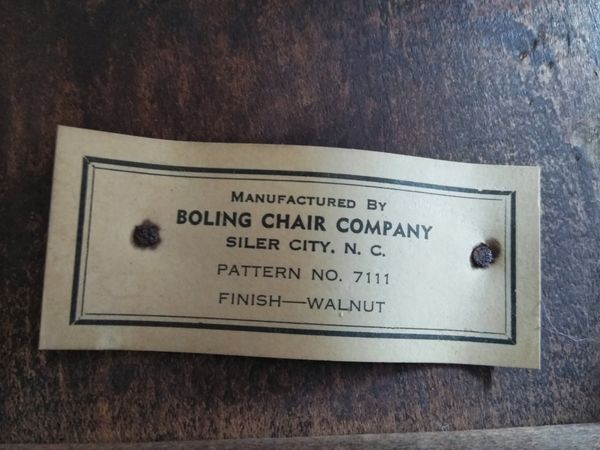 MANUFACTURED BY
BOLING CHAIR COMPANY
SILER CITY, N. C.
PATTERN NO. 7111
FINISH—WALNUT